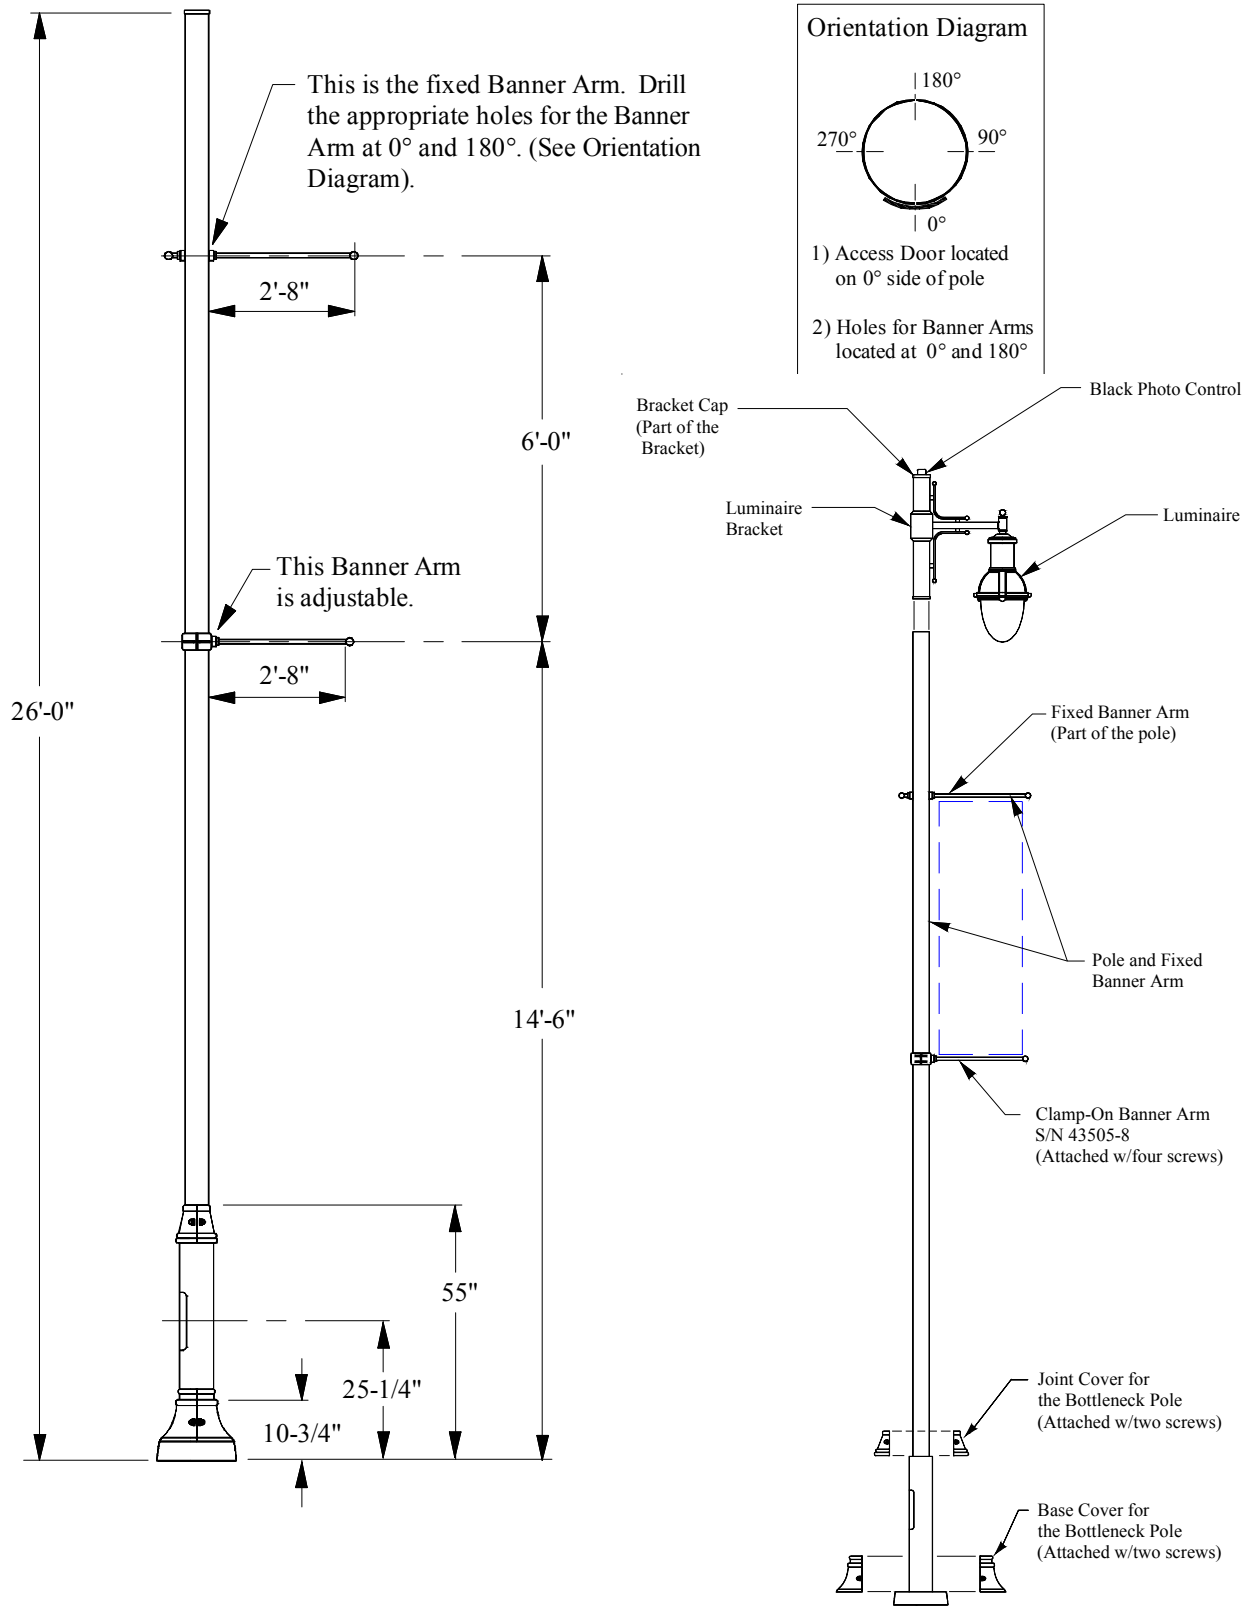 This is the fixed Banner Arm.  Drill
the appropriate holes for the Banner
Arm at 0° and 180°. (See Orientation
Diagram).
2'-8"
6'-0"
This Banner Arm
is adjustable.
2'-8"
26'-0"
14'-6"
55"
25-1/4"
10-3/4"
Orientation Diagram
180°
270°
90°
0°
1) Access Door located
on 0° side of pole
2) Holes for Banner Arms
located at  0° and 180°
Black Photo Control
Bracket Cap
(Part of the
Bracket)
Luminaire
Bracket
Luminaire
Fixed Banner Arm
(Part of the pole)
Pole and Fixed
Banner Arm
Clamp-On Banner Arm
S/N 43505-8
(Attached w/four screws)
Joint Cover for
the Bottleneck Pole
(Attached w/two screws)
Base Cover for
the Bottleneck Pole
(Attached w/two screws)